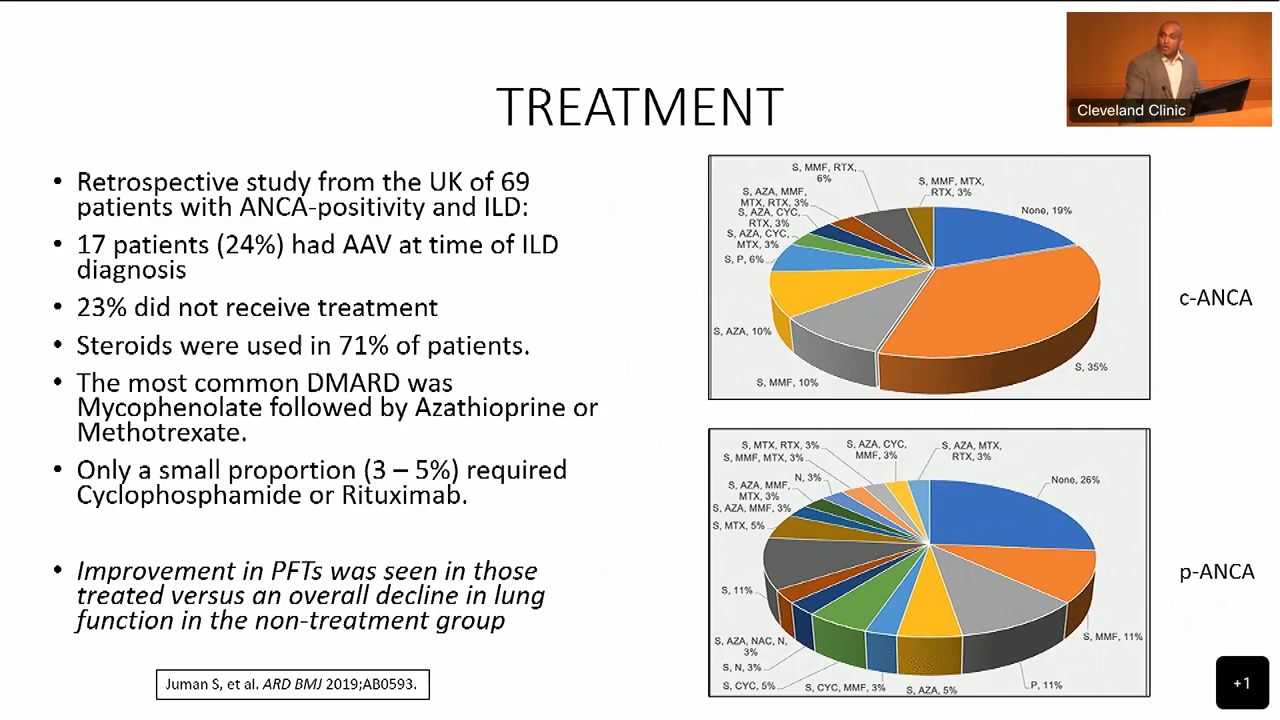 Cleveland Clinic
TREATMENT
• Retrospective study from the UK of 69
patients with ANCA-positivity and ILD:
• 17 patients (24%) had AAV at time of ILD
diagnosis
• 23% did not receive treatment
• Steroids were used in 71% of patients.
• The most common DMARD was
Mycophenolate followed by Azathioprine or
Methotrexate.
• Only a small proportion (3 – 5%) required
Cyclophosphamide or Rituximab.
• Improvement in PFTs was seen in those
treated versus an overall decline in lung
function in the non-treatment group
Juman S, et al. ARD BMJ 2019;AB0593.
S, MMF, RTX,
6%
S, MMF, MTX,
RTX, 3%
S, AZA, MMF,
MTX, RTX, 3%
S, AZA, CYC,
RTX, 3%
S, AZA, CYC,
MTX, 3%
S, P, 6%
S, AZA, 10%
S, MMF, 10%
None, 19%
S, 35%
c-ANCA
S, MTX, RTX, 3%
S, MMF, MTX, 3%
N, 3%
S, AZA, CYC,
MMF, 3%
S, AZA, MTX,
RTX, 3%
S, AZA, MMF,
MTX, 3%
S, AZA, MMF, 3%
S, MTX, 5%
S, 11%
S, AZA, NAC, N,
3%
S, N, 3%
S, CYC, 5%
S, CYC, MMF, 3%
S, AZA, 5%
P, 11%
S, MMF, 11%
None, 26%
p-ANCA
+1